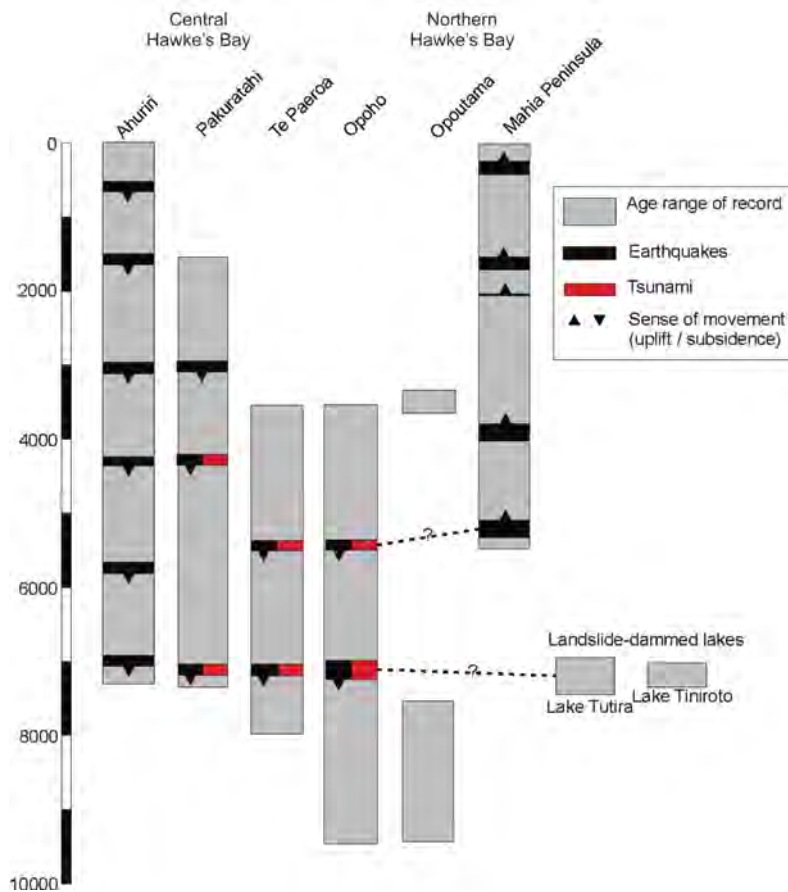 Central
Hawke's Bay
Northern
Hawke's Bay
Ahuriri
Pakuratahi
Te Paeroa
Opoho
Opoutama
Mahia Peninsula
0
2000
4000
6000
8000
10000
Age range of record
Earthquakes
Tsunami
Sense of movement
(uplift / subsidence)
?
?
Landslide-dammed lakes
Lake Tutira
Lake Tiniroto